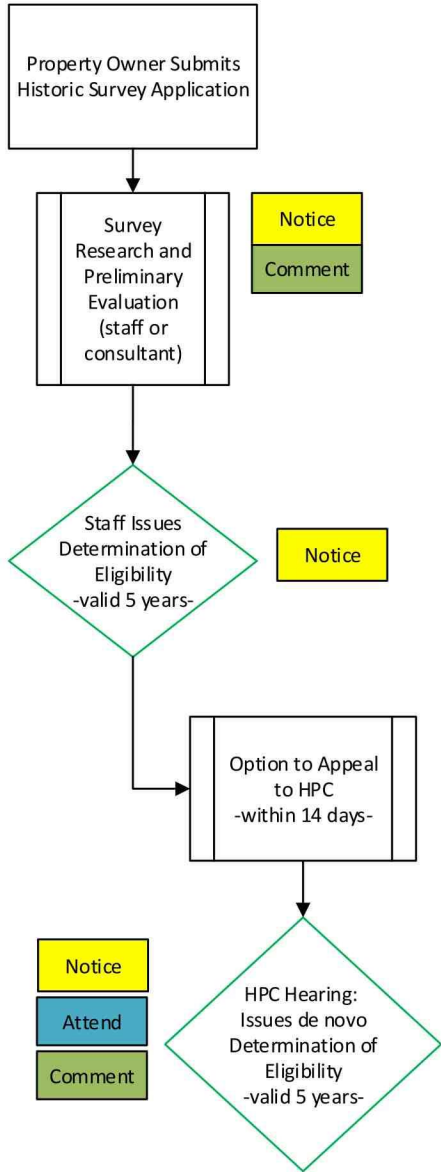 Property Owner Submits
Historic Survey Application
Survey
Research and
Preliminary
Evaluation
(staff or
consultant)
Notice
Comment
Staff Issues
Determination of
Eligibility
-valid 5 years-
Notice
Option to Appeal
to HPC
-within 14 days-
Notice
Attend
Comment
HPC Hearing:
Issues de novo
Determination of
Eligibility
-valid 5 years-